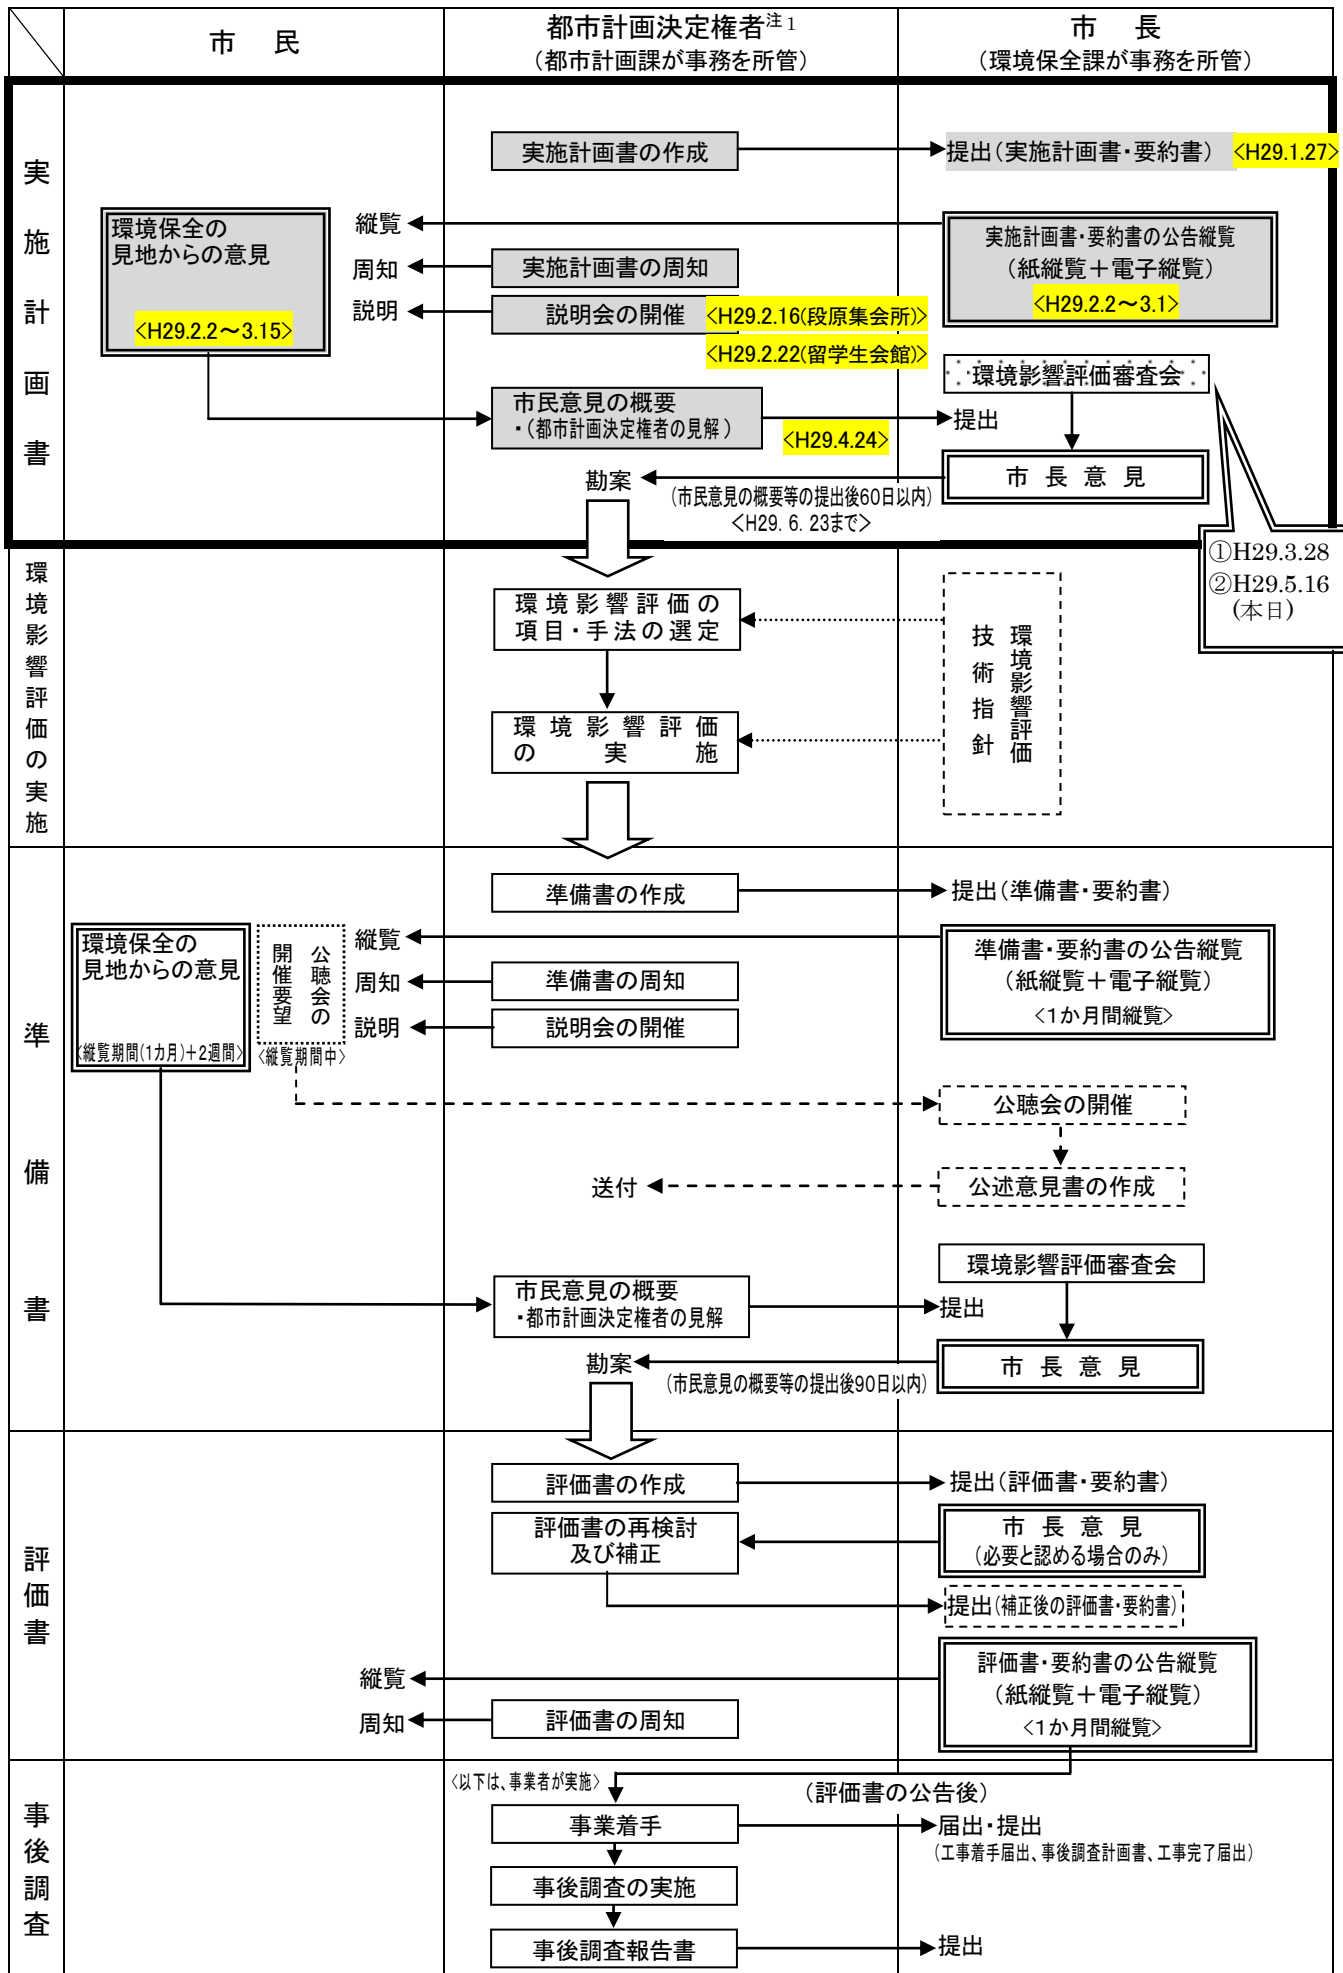 市　民
都市計画決定権者注1
（都市計画課が事務を所管）
市　長
（環境保全課が事務を所管）
実施計画書
実施計画書の作成
提出（実施計画書・要約書）
<H29.1.27>
環境保全の
見地からの意見
<H29.2.2～3.15>
縦覧
周知
説明
実施計画書の周知
説明会の開催
<H29.2.16(段原集会所)>
<H29.2.22(留学生会館)>
実施計画書・要約書の公告縦覧
（紙縦覧＋電子縦覧）
<H29.2.2～3.1>
環境影響評価審査会
市民意見の概要
・（都市計画決定権者の見解）
<H29.4.24>
提出
市長意見
勘案
（市民意見の概要等の提出後60日以内）
<H29.6.23まで>
①H29.3.28
②H29.5.16
(本日)
環境影響評価の実施
環境影響評価の
項目・手法の選定
環境影響評価
の実施
環境影響評価
技術指針
準備書
準備書の作成
提出（準備書・要約書）
環境保全の
見地からの意見
<縦覧期間(1カ月)＋2週間>
公聴会の
開催要望
<縦覧期間中>
縦覧
周知
説明
準備書の周知
説明会の開催
準備書・要約書の公告縦覧
（紙縦覧＋電子縦覧）
<1か月間縦覧>
公聴会の開催
送付
公述意見書の作成
環境影響評価審査会
市民意見の概要
・都市計画決定権者の見解
提出
市長意見
勘案
（市民意見の概要等の提出後90日以内）
評価書
評価書の作成
提出（評価書・要約書）
評価書の再検討
及び補正
市長意見
（必要と認める場合のみ）
提出（補正後の評価書・要約書）
縦覧
周知
評価書の周知
評価書・要約書の公告縦覧
（紙縦覧＋電子縦覧）
<1か月間縦覧>
事後調査
<以下は、事業者が実施>
（評価書の公告後）
事業着手
届出・提出
（工事着手届出、事後調査計画書、工事完了届出）
事後調査の実施
事後調査報告書
提出